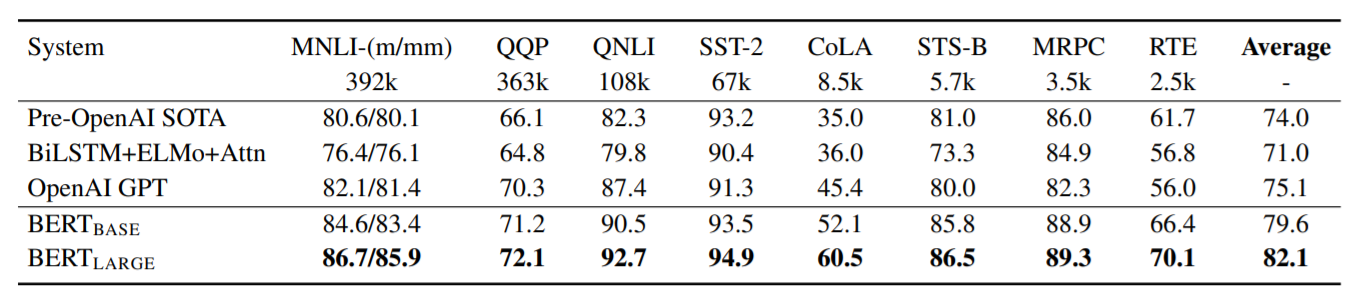 System MNLI-(m/mm) QQP QNLI SST-2 CoLA STS-B MRPC RTE Average
392k 363k 108k 67k 8.5k 5.7k 3.5k 2.5k -
Pre-OpenAI SOTA 80.6/80.1 66.1 82.3 93.2 35.0 81.0 86.0 61.7 74.0
BiLSTM+ELMo+Attn 76.4/76.1 64.8 79.8 90.4 36.0 73.3 84.9 56.8 71.0
OpenAI GPT 82.1/81.4 70.3 87.4 91.3 45.4 80.0 82.3 56.0 75.1
BERTBASE 84.6/83.4 71.2 90.5 93.5 52.1 85.8 88.9 66.4 79.6
BERTLARGE 86.7/85.9 72.1 92.7 94.9 60.5 86.5 89.3 70.1 82.1